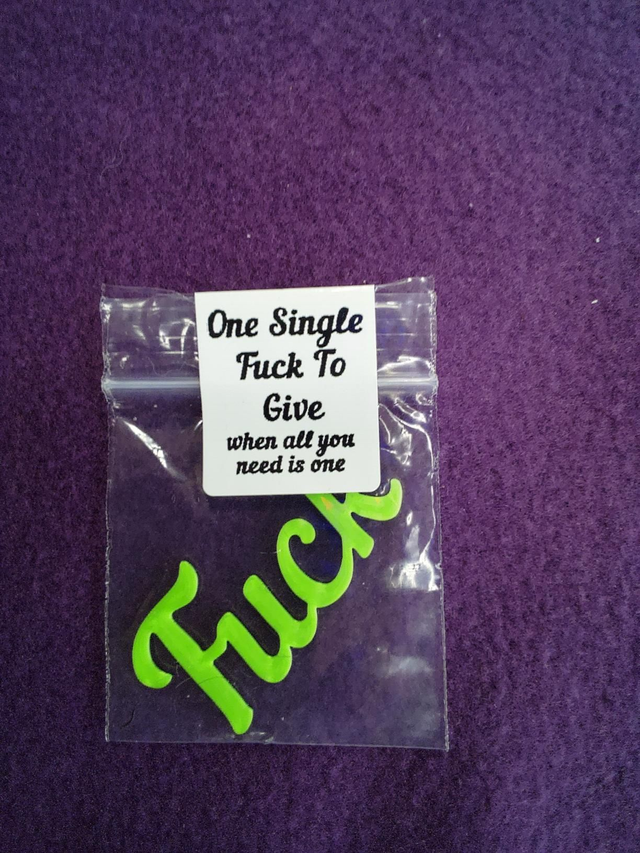 One Single
Fuck To
Give
when all you
need is one
Fuck